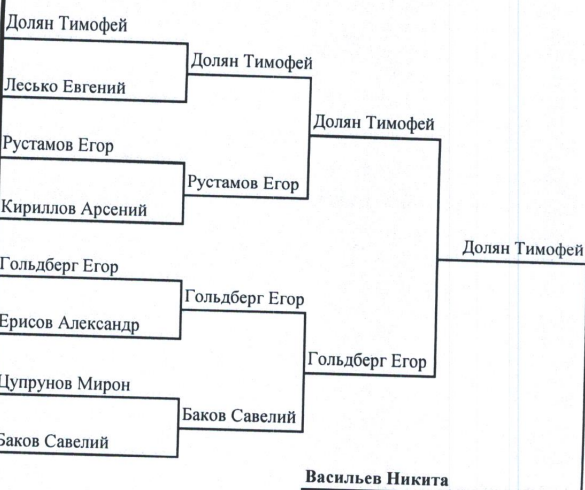 Долян Тимофей
Лесько Евгений
Рустамов Егор
Кириллов Арсений
Гольдберг Егор
Ерисов Александр
Цупрунов Мирон
Баков Савелий
Долян Тимофей
Рустамов Егор
Гольдберг Егор
Баков Савелий
Долян Тимофей
Гольдберг Егор
Долян Тимофей
Васильев Никита